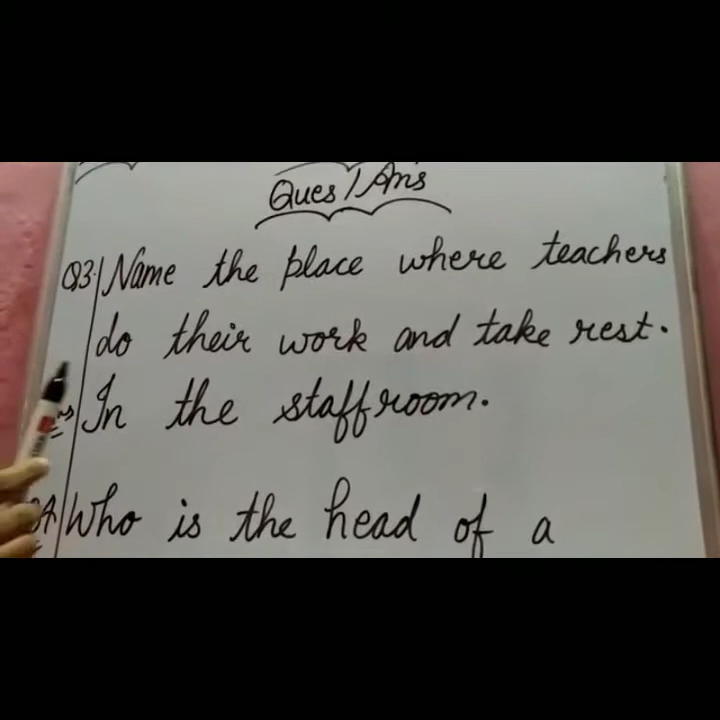 Ques/Ans
Q3. Name the place where teachers
do their work and take rest.
In the staffroom.
Who is the head of a